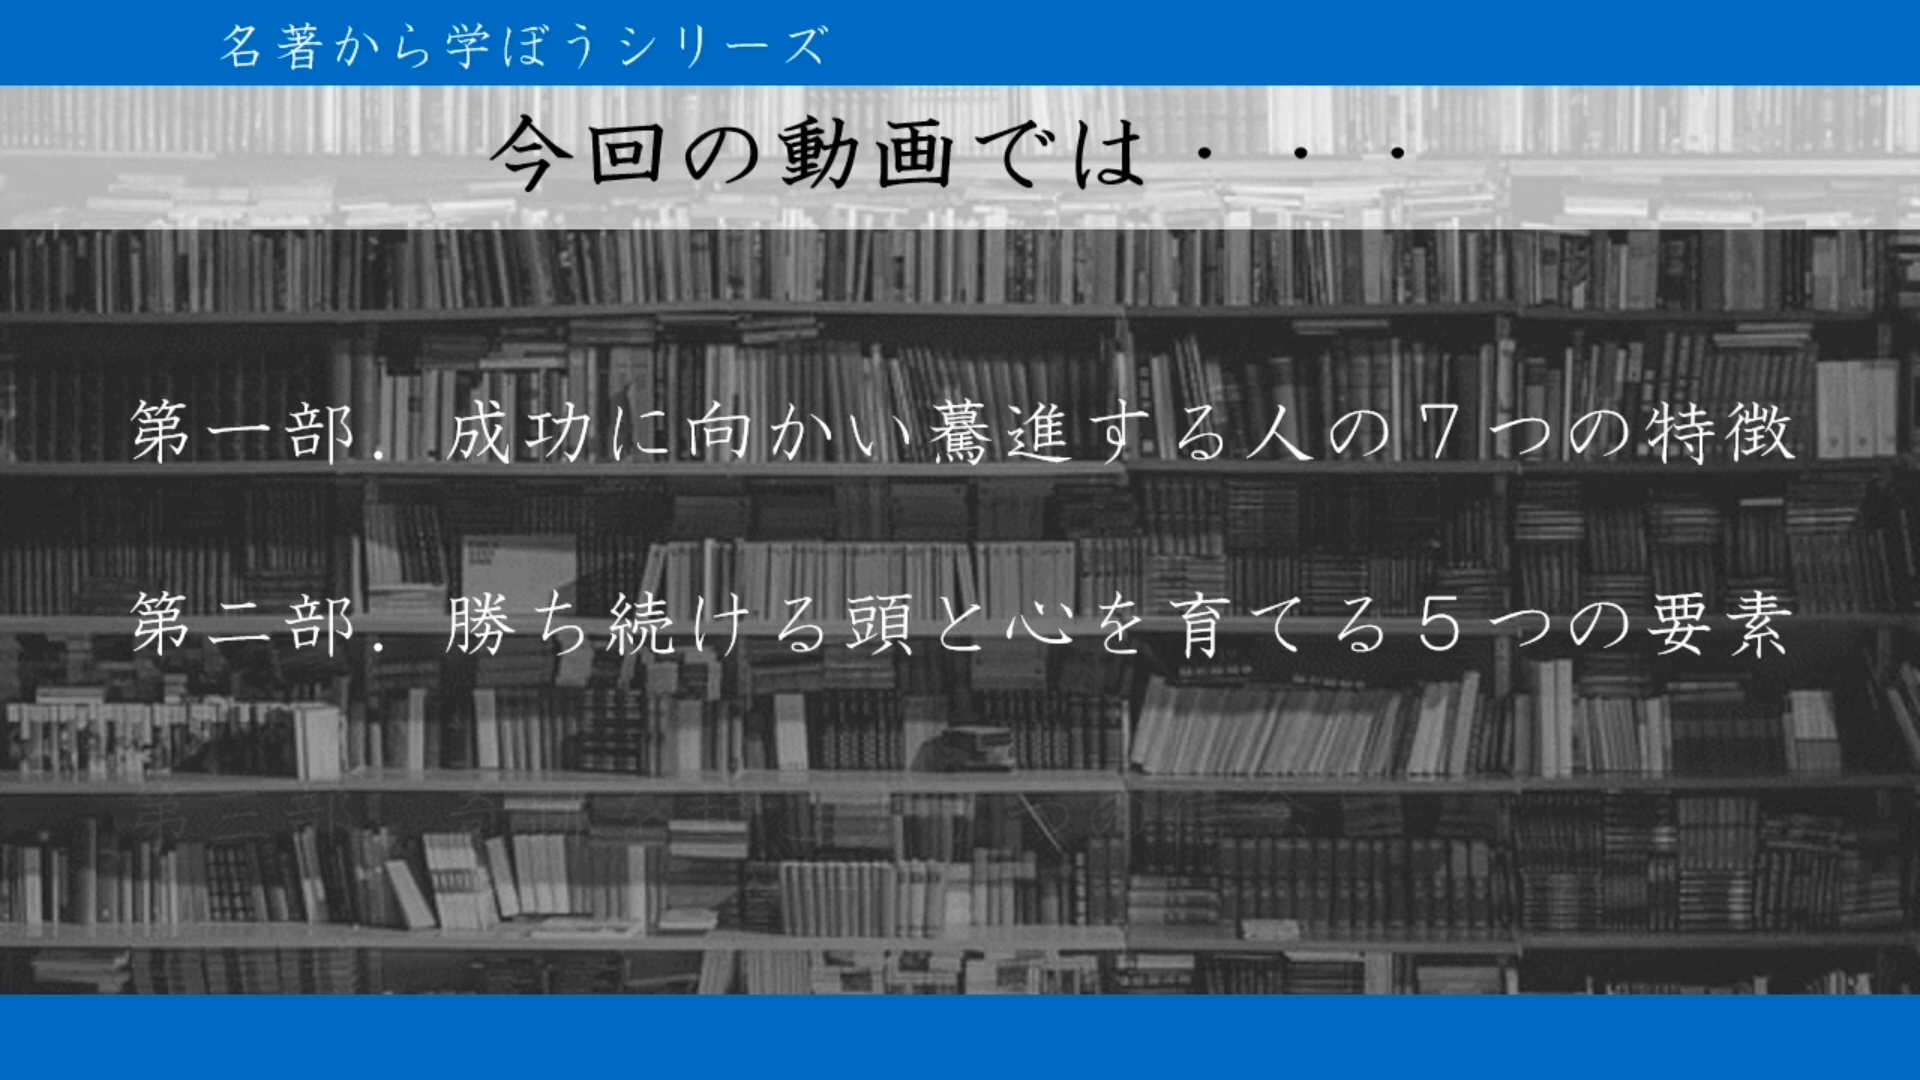 名著から学ぼうシリーズ
今回の動画では・・・
第一部．成功に向かい驀進する人の７つの特徴
第二部．勝ち続ける頭と心を育てる５つの要素